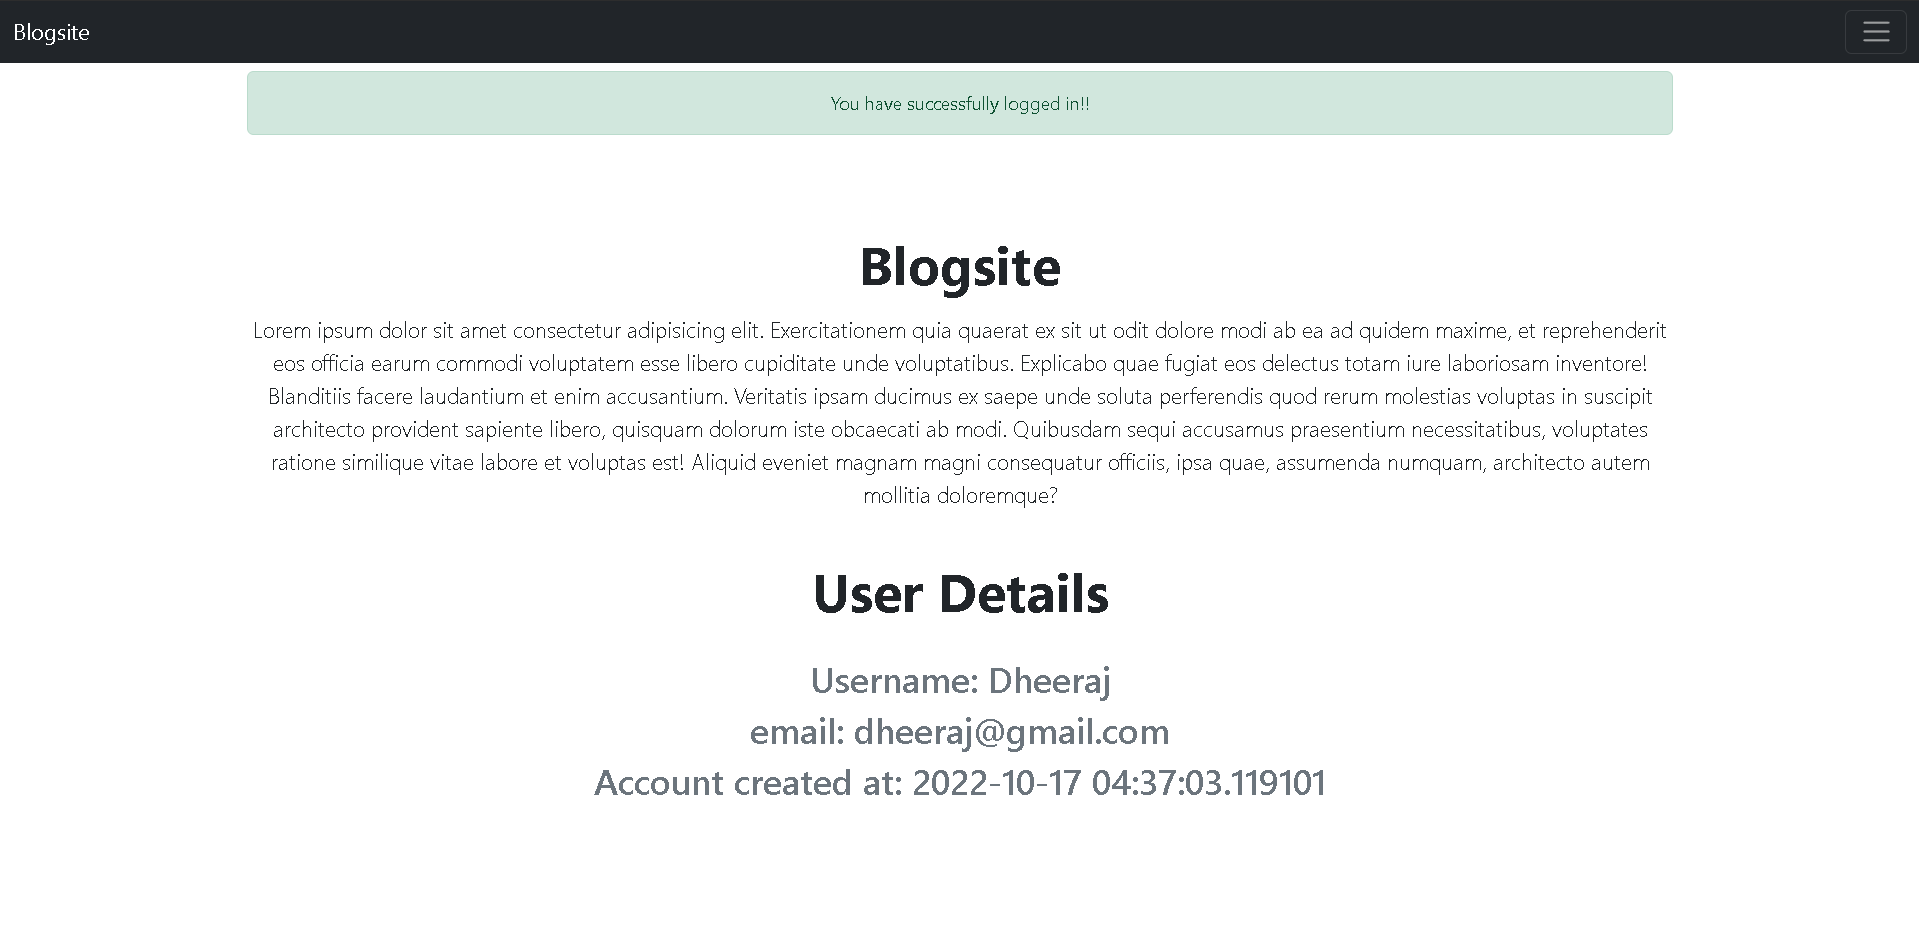 Blogsite
You have successfully logged in!!
Blogsite
Lorem ipsum dolor sit amet consectetur adipisicing elit. Exercitationem quia quaerat ex sit ut odit dolore modi ab ea ad quidem maxime, et reprehenderit
eos officia earum commodi voluptatem esse libero cupiditate unde voluptatibus. Explicabo quae fugiat eos delectus totam iure laboriosam inventore!
Blanditiis facere laudantium et enim accusantium. Veritatis ipsam ducimus ex saepe unde soluta perferendis quod rerum molestias voluptas in suscipit
architecto provident sapiente libero, quisquam dolorum iste obcaecati ab modi. Quibusdam sequi accusamus praesentium necessitatibus, voluptates
ratione similique vitae labore et voluptas est! Aliquid eveniet magnam magni consequatur officiis, ipsa quae, assumenda numquam, architecto autem
mollitia doloremque?
User Details
Username: Dheeraj
email: dheeraj@gmail.com
Account created at: 2022-10-17 04:37:03.119101